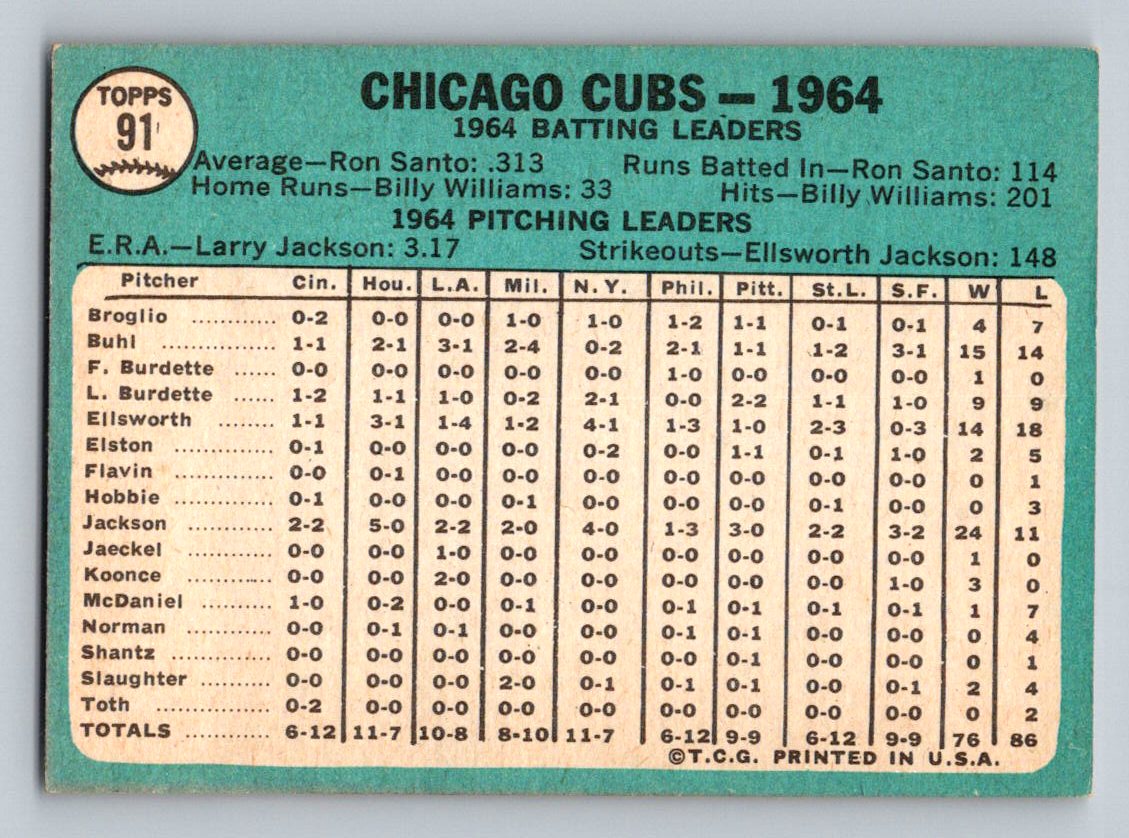 TOPPS
91
CHICAGO CUBS — 1964
1964 BATTING LEADERS
Average—Ron Santo: .313 Runs Batted In—Ron Santo: 114
Home Runs—Billy Williams: 33 Hits—Billy Williams: 201
1964 PITCHING LEADERS
E.R.A.—Larry Jackson: 3.17 Strikeouts—Ellsworth Jackson: 148
Pitcher Cin. Hou. L.A. Mil. N.Y. Phil. Pitt. St.L. S.F. W L
Broglio ............ 0-2 0-0 0-0 1-0 1-0 1-2 1-1 0-1 0-1 4 7
Buhl ................ 1-1 2-1 3-1 2-4 0-2 2-1 1-1 1-2 3-1 15 14
F. Burdette ...... 0-0 0-0 0-0 0-0 0-0 1-0 0-0 0-0 0-0 1 0
L. Burdette ...... 1-2 1-1 1-0 0-2 2-1 0-0 2-2 1-1 1-0 9 9
Ellsworth ........ 1-1 3-1 1-4 1-2 4-1 1-3 1-0 2-3 0-3 14 18
Elston .............. 0-1 0-0 0-0 0-0 0-2 0-0 1-1 0-1 1-0 2 5
Flavin .............. 0-0 0-1 0-0 0-0 0-0 0-0 0-0 0-0 0-0 0 1
Hobbie ............. 0-1 0-0 0-0 0-1 0-0 0-0 0-0 0-1 0-0 0 3
Jackson ............ 2-2 5-0 2-2 2-0 4-0 1-3 3-0 2-2 3-2 24 11
Jaeckel ............ 0-0 0-0 1-0 0-0 0-0 0-0 0-0 0-0 0-0 1 0
Koonce ............ 0-0 0-0 2-0 0-0 0-0 0-0 0-0 0-0 1-0 3 0
McDaniel .......... 1-0 0-2 0-0 0-1 0-0 0-1 0-1 0-1 0-1 1 7
Norman ............ 0-0 0-1 0-1 0-0 0-0 0-1 0-1 0-0 0-0 0 4
Shantz .............. 0-0 0-0 0-0 0-0 0-0 0-0 0-1 0-0 0-0 0 1
Slaughter .......... 0-0 0-0 0-0 2-0 0-1 0-1 0-1 0-0 0-1 2 4
Toth ................ 0-2 0-0 0-0 0-0 0-0 0-0 0-0 0-0 0-0 0 2
TOTALS ............ 6-12 11-7 10-8 8-10 11-7 6-12 9-9 6-12 9-9 76 86
©T.C.G. PRINTED IN U.S.A.